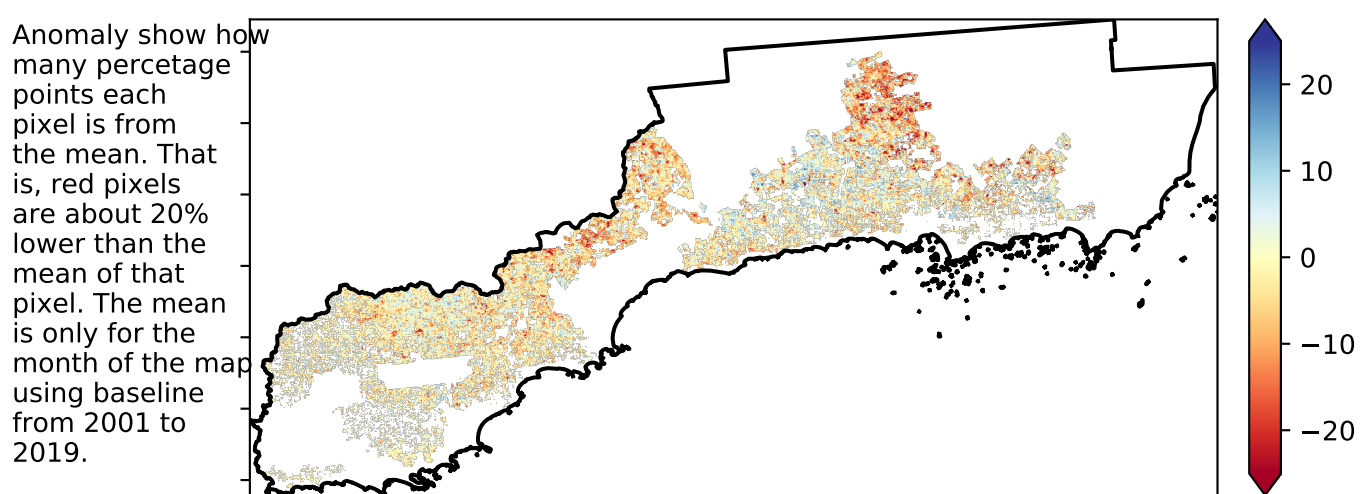 Anomaly show how
many percetage
points each
pixel is from
the mean. That
is, red pixels
are about 20%
lower than the
mean of that
pixel. The mean
is only for the
month of the map
using baseline
from 2001 to
2019.
20
10
0
−10
−20